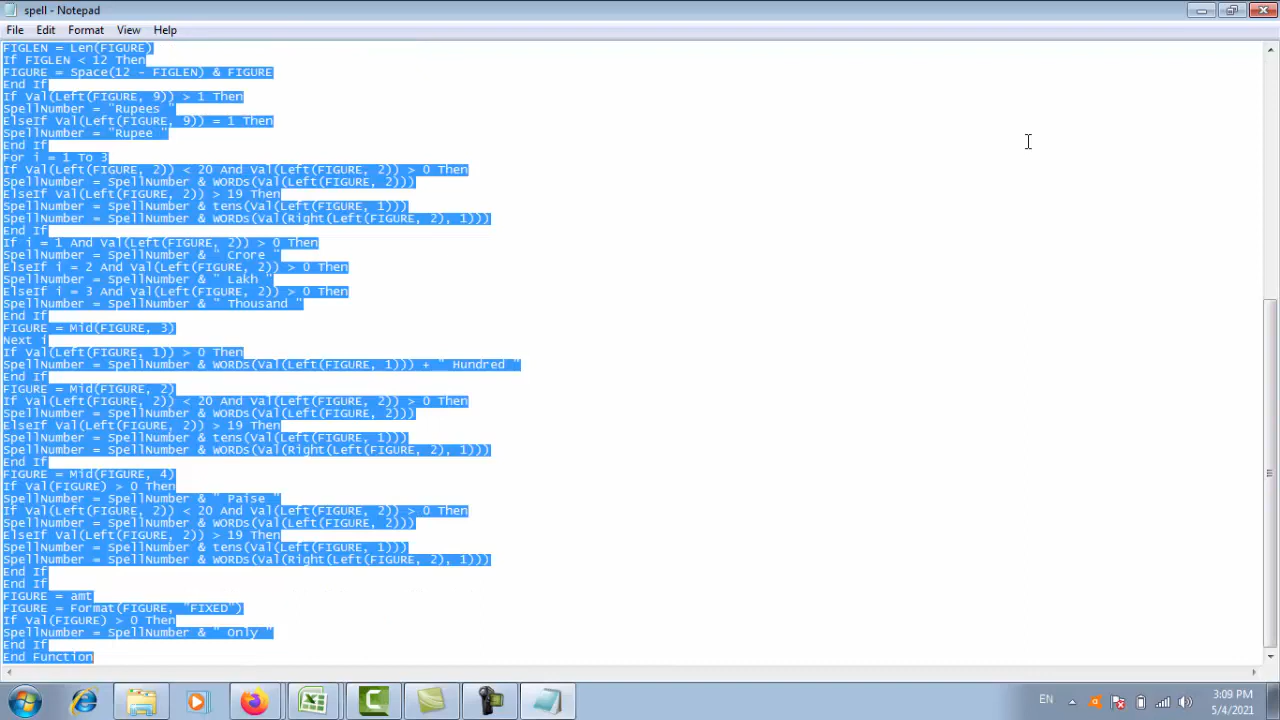 spell - Notepad
File Edit Format View Help
FIGLEN = Len(FIGURE)
If FIGLEN < 12 Then
FIGURE = Space(12 - FIGLEN) & FIGURE
End If
If Val(Left(FIGURE, 9)) > 1 Then
SpellNumber = "Rupees "
ElseIf Val(Left(FIGURE, 9)) = 1 Then
SpellNumber = "Rupee "
End If
For i = 1 To 3
If Val(Left(FIGURE, 2)) < 20 And Val(Left(FIGURE, 2)) > 0 Then
SpellNumber = SpellNumber & WORDs(Val(Left(FIGURE, 2)))
ElseIf Val(Left(FIGURE, 2)) > 19 Then
SpellNumber = SpellNumber & tens(Val(Left(FIGURE, 1)))
SpellNumber = SpellNumber & WORDs(Val(Right(Left(FIGURE, 2), 1)))
End If
If i = 1 And Val(Left(FIGURE, 2)) > 0 Then
SpellNumber = SpellNumber & " Crore "
ElseIf i = 2 And Val(Left(FIGURE, 2)) > 0 Then
SpellNumber = SpellNumber & " Lakh "
ElseIf i = 3 And Val(Left(FIGURE, 2)) > 0 Then
SpellNumber = SpellNumber & " Thousand "
End If
FIGURE = Mid(FIGURE, 3)
Next i
If Val(Left(FIGURE, 1)) > 0 Then
SpellNumber = SpellNumber & WORDs(Val(Left(FIGURE, 1))) + " Hundred "
End If
FIGURE = Mid(FIGURE, 2)
If Val(Left(FIGURE, 2)) < 20 And Val(Left(FIGURE, 2)) > 0 Then
SpellNumber = SpellNumber & WORDs(Val(Left(FIGURE, 2)))
ElseIf Val(Left(FIGURE, 2)) > 19 Then
SpellNumber = SpellNumber & tens(Val(Left(FIGURE, 1)))
SpellNumber = SpellNumber & WORDs(Val(Right(Left(FIGURE, 2), 1)))
End If
FIGURE = Mid(FIGURE, 4)
If Val(FIGURE) > 0 Then
SpellNumber = SpellNumber & " Paise "
If Val(Left(FIGURE, 2)) < 20 And Val(Left(FIGURE, 2)) > 0 Then
SpellNumber = SpellNumber & WORDs(Val(Left(FIGURE, 2)))
ElseIf Val(Left(FIGURE, 2)) > 19 Then
SpellNumber = SpellNumber & tens(Val(Left(FIGURE, 1)))
SpellNumber = SpellNumber & WORDs(Val(Right(Left(FIGURE, 2), 1)))
End If
End If
FIGURE = amt
FIGURE = Format(FIGURE, "FIXED")
If Val(FIGURE) > 0 Then
SpellNumber = SpellNumber & " Only "
End If
End Function
EN
3:09 PM
5/4/2021